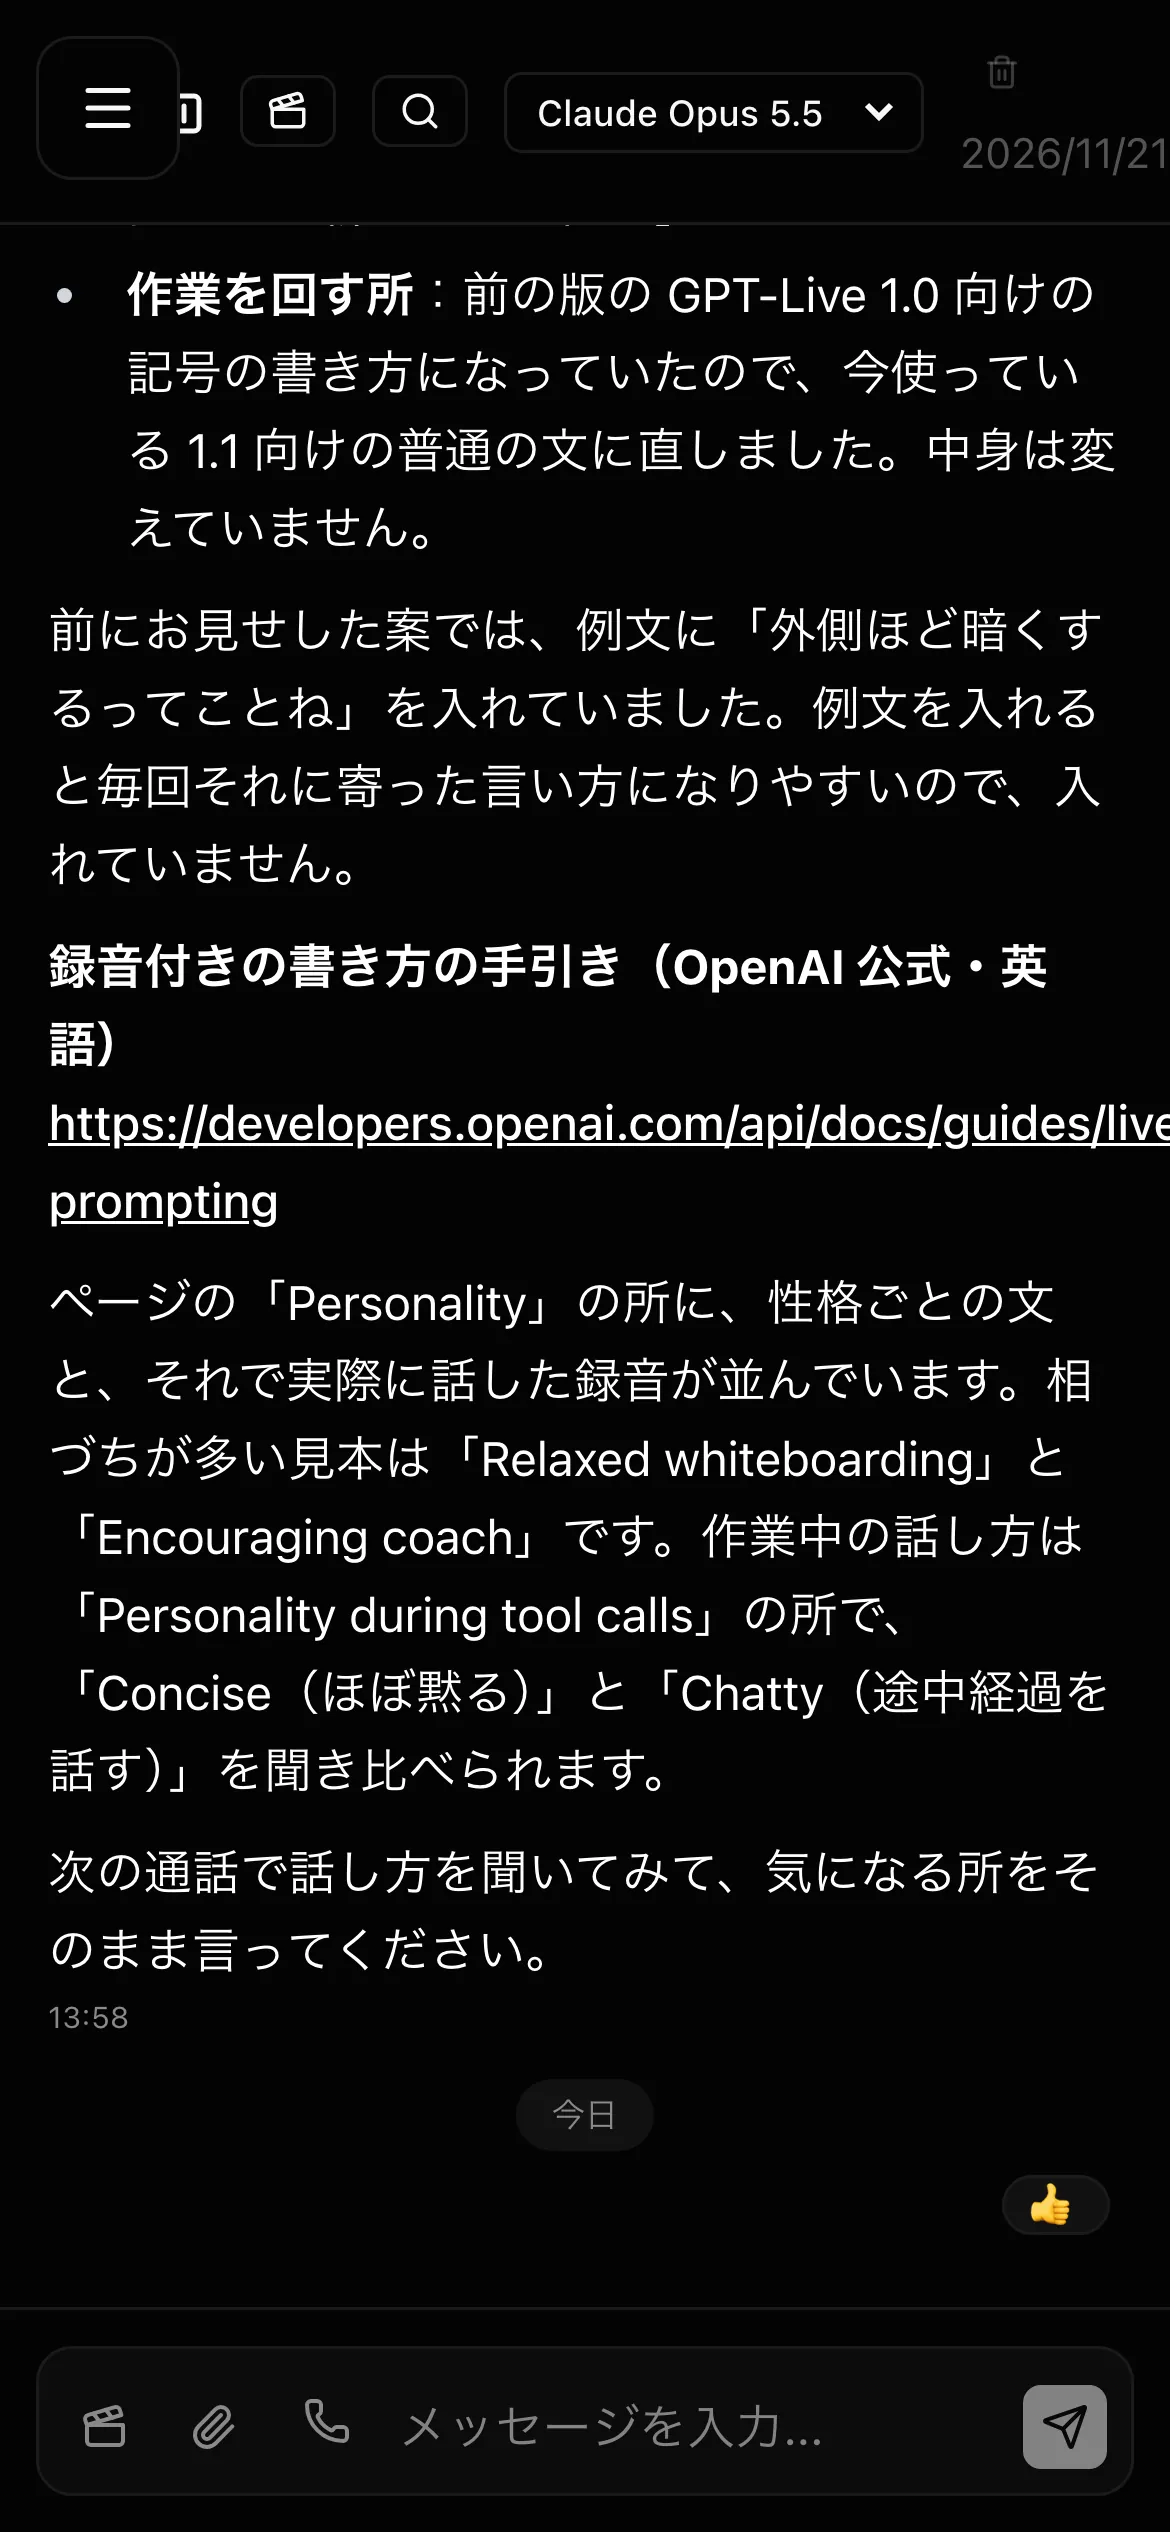 Claude Opus 5.5
2026/11/21
• 作業を回す所：前の版の GPT-Live 1.0 向けの
記号の書き方になっていたので、今使ってい
る 1.1 向けの普通の文に直しました。中身は変
えていません。
前にお見せした案では、例文に「外側ほど暗くす
るってことね」を入れていました。例文を入れる
と毎回それに寄った言い方になりやすいので、入
れていません。
録音付きの書き方の手引き（OpenAI 公式・英
語）
https://developers.openai.com/api/docs/guides/live
prompting
ページの「Personality」の所に、性格ごとの文
と、それで実際に話した録音が並んでいます。相
づちが多い見本は「Relaxed whiteboarding」と
「Encouraging coach」です。作業中の話し方は
「Personality during tool calls」の所で、
「Concise（ほぼ黙る）」と「Chatty（途中経過を
話す）」を聞き比べられます。
次の通話で話し方を聞いてみて、気になる所をそ
のまま言ってください。
13:58
今日
👍
メッセージを入力...